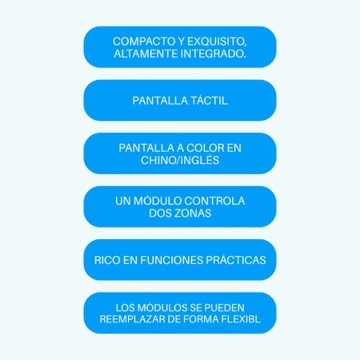 COMPACTO Y EXQUISITO,
ALTAMENTE INTEGRADO.
PANTALLA TÁCTIL
PANTALLA A COLOR EN
CHINO/INGLÉS
UN MÓDULO CONTROLA
DOS ZONAS
RICO EN FUNCIONES PRÁCTICAS
LOS MÓDULOS SE PUEDEN
REEMPLAZAR DE FORMA FLEXIBL